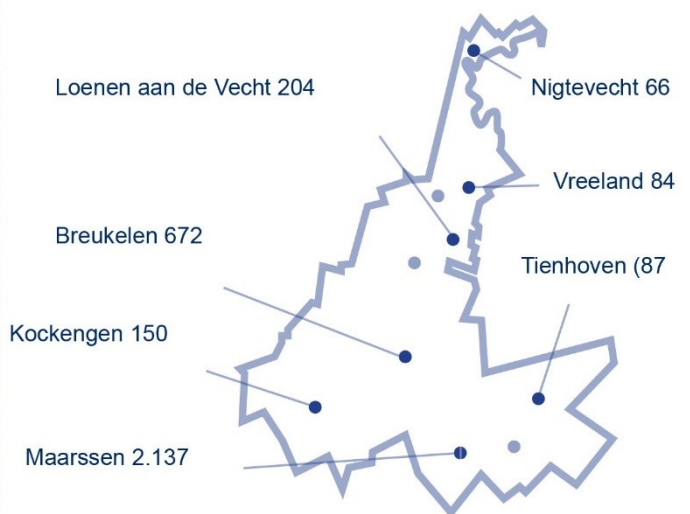 Loenen aan de Vecht 204
Nigtevecht 66
Vreeland 84
Breukelen 672
Tienhoven (87
Kockengen 150
Maarssen 2.137